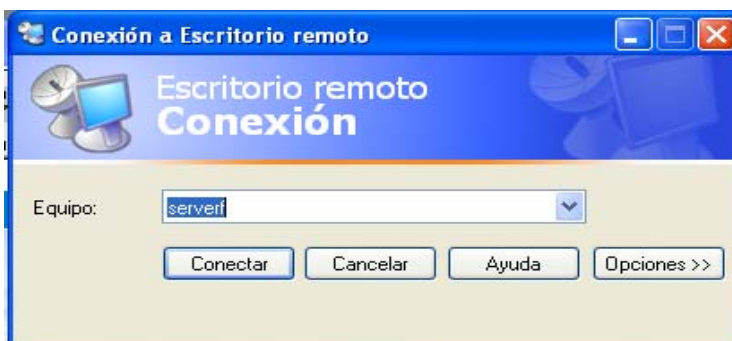 Conexión a Escritorio remoto
Escritorio remoto
Conexión
Equipo: serverf
Conectar Cancelar Ayuda Opciones >>